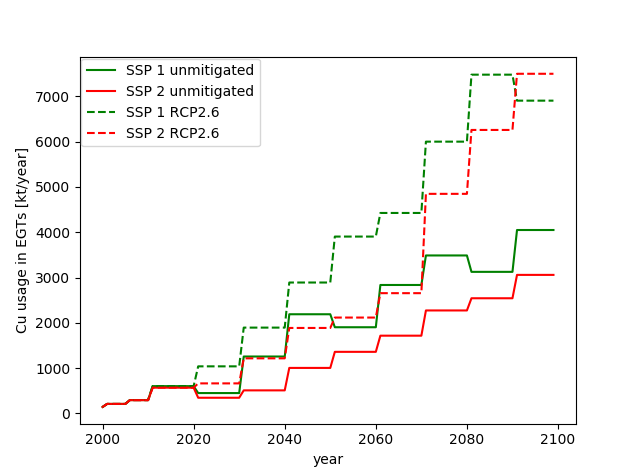 SSP 1 unmitigated
SSP 2 unmitigated
SSP 1 RCP2.6
SSP 2 RCP2.6
Cu usage in EGTs [kt/year]
7000
6000
5000
4000
3000
2000
1000
0
2000 2020 2040 2060 2080 2100
year